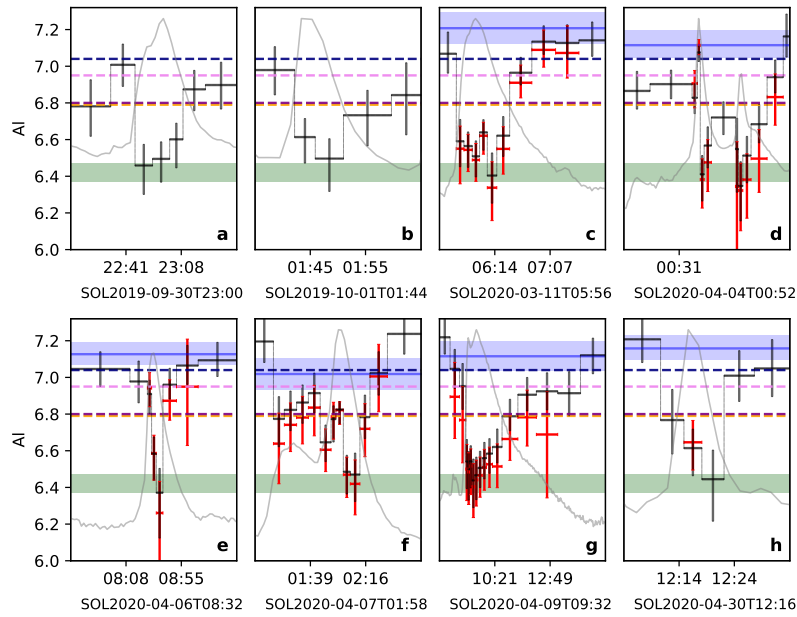 Al
7.2
7.0
6.8
6.6
6.4
6.2
6.0
a
b
c
d
22:41 23:08
01:45 01:55
06:14 07:07
00:31
SOL2019-09-30T23:00
SOL2019-10-01T01:44
SOL2020-03-11T05:56
SOL2020-04-04T00:52
Al
7.2
7.0
6.8
6.6
6.4
6.2
6.0
e
f
g
h
08:08 08:55
01:39 02:16
10:21 12:49
12:14 12:24
SOL2020-04-06T08:32
SOL2020-04-07T01:58
SOL2020-04-09T09:32
SOL2020-04-30T12:16